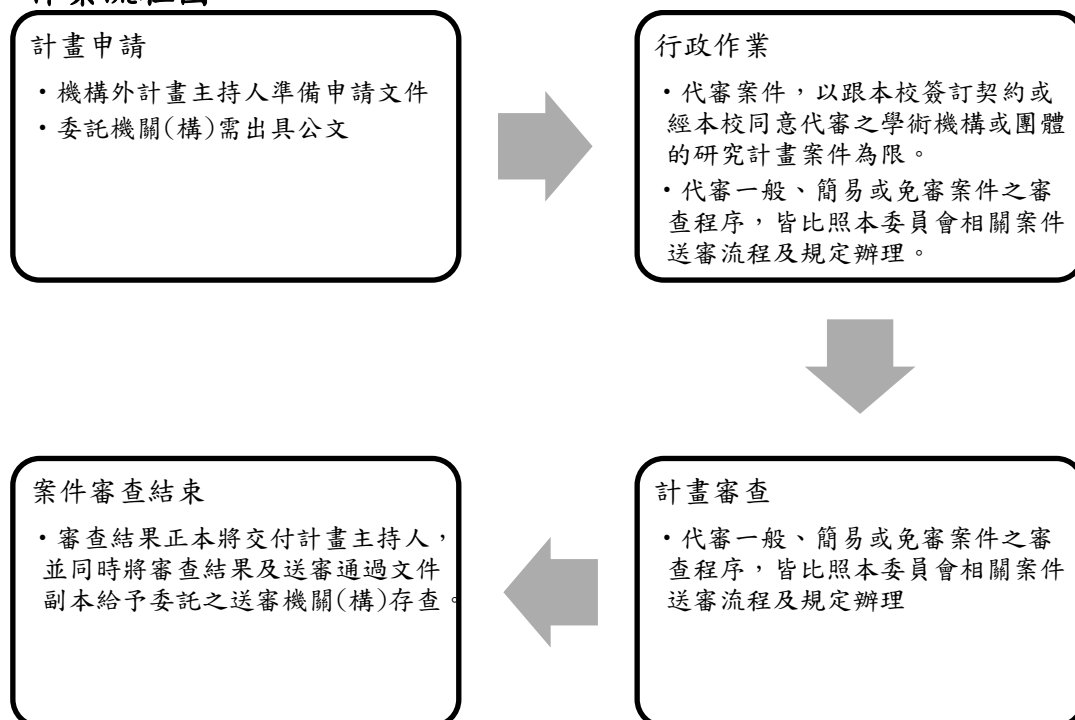 計畫申請
・機構外計畫主持人準備申請文件
・委託機關(構)需出具公文
行政作業
・代審案件，以跟本校簽訂契約或
經本校同意代審之學術機構或團體
的研究計畫案件為限。
・代審一般、簡易或免審案件之審
查程序，皆比照本委員會相關案件
送審流程及規定辦理。
計畫審查
・代審一般、簡易或免審案件之審
查程序，皆比照本委員會相關案件
送審流程及規定辦理
案件審查結束
・審查結果正本將交付計畫主持人，
並同時將審查結果及送審通過文件
副本給予委託之送審機關(構)存查。